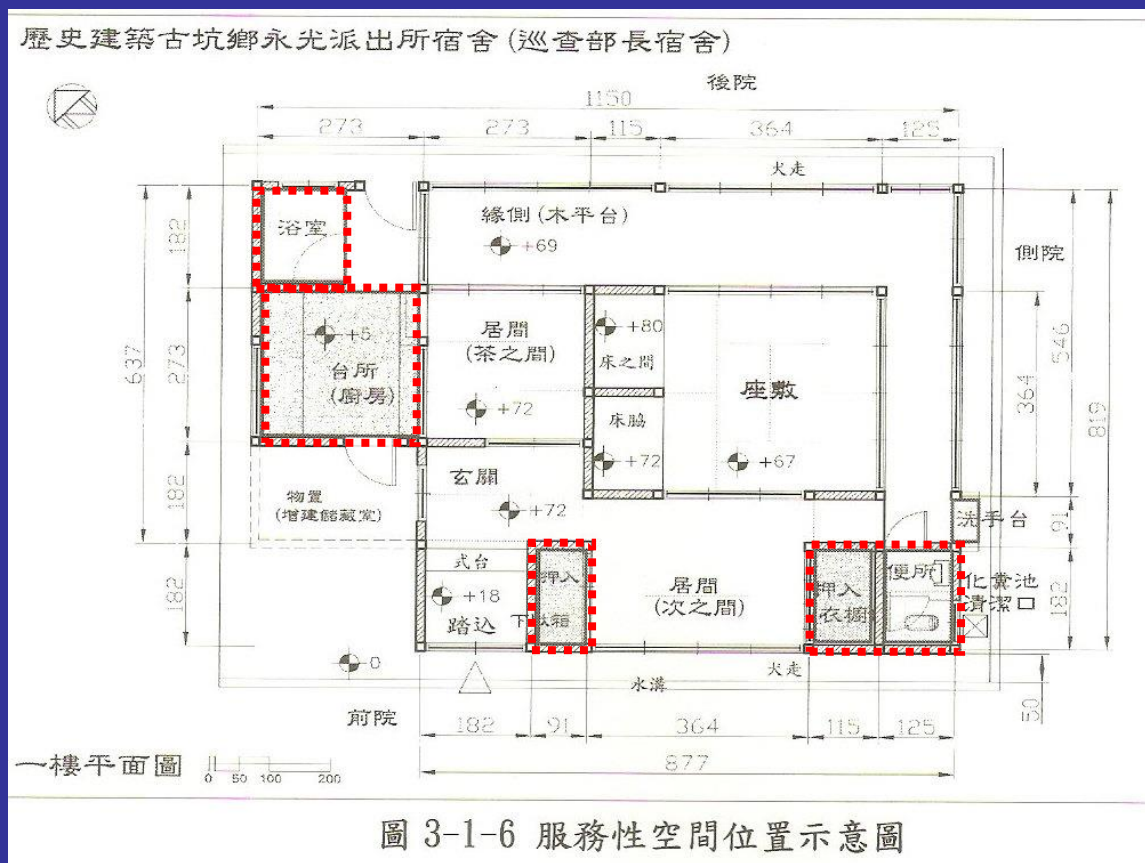 歷史建築古坑鄉永光派出所宿舍(巡查部長宿舍)
後院
1150
273
273
115
364
125
犬走
浴室
緣側(木平台)
+69
側院
182
637
273
182
182
+5
台所
(廚房)
居間
(茶之間)
+72
+80
床之間
床脇
+72
座敷
+67
546
364
819
91
182
50
玄關
+72
物置
(增建儲藏室)
洗手台
式台
+18
踏込
押入
居間
(次之間)
押入
衣櫥
便所
化糞池
清潔口
0
水溝
犬走
前院
182
91
364
115
125
877
一樓平面圖
0 50 100 200
圖 3-1-6 服務性空間位置示意圖